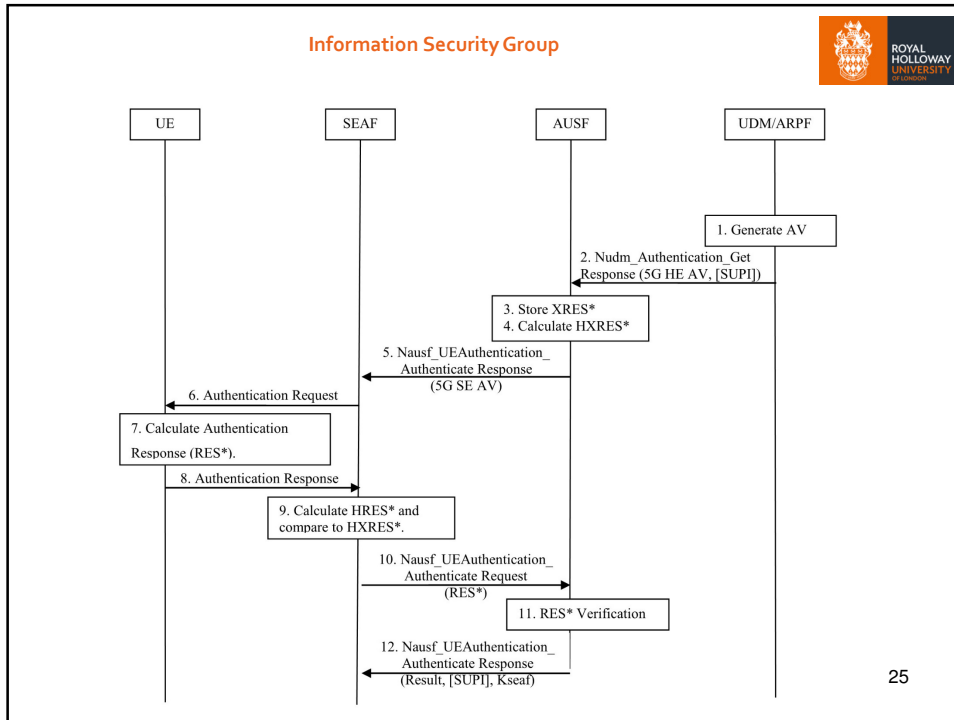 Information Security Group
ROYAL
HOLLOWAY
UNIVERSITY
OF LONDON
UE
SEAF
AUSF
UDM/ARPF
1. Generate AV
2. Nudm_Authentication_Get
Response (5G HE AV, [SUPI])
3. Store XRES*
4. Calculate HXRES*
5. Nausf_UEAuthentication_
Authenticate Response
(5G SE AV)
6. Authentication Request
7. Calculate Authentication
Response (RES*).
8. Authentication Response
9. Calculate HRES* and
compare to HXRES*.
10. Nausf_UEAuthentication_
Authenticate Request
(RES*)
11. RES* Verification
12. Nausf_UEAuthentication_
Authenticate Response
(Result, [SUPI], Kseaf)
25